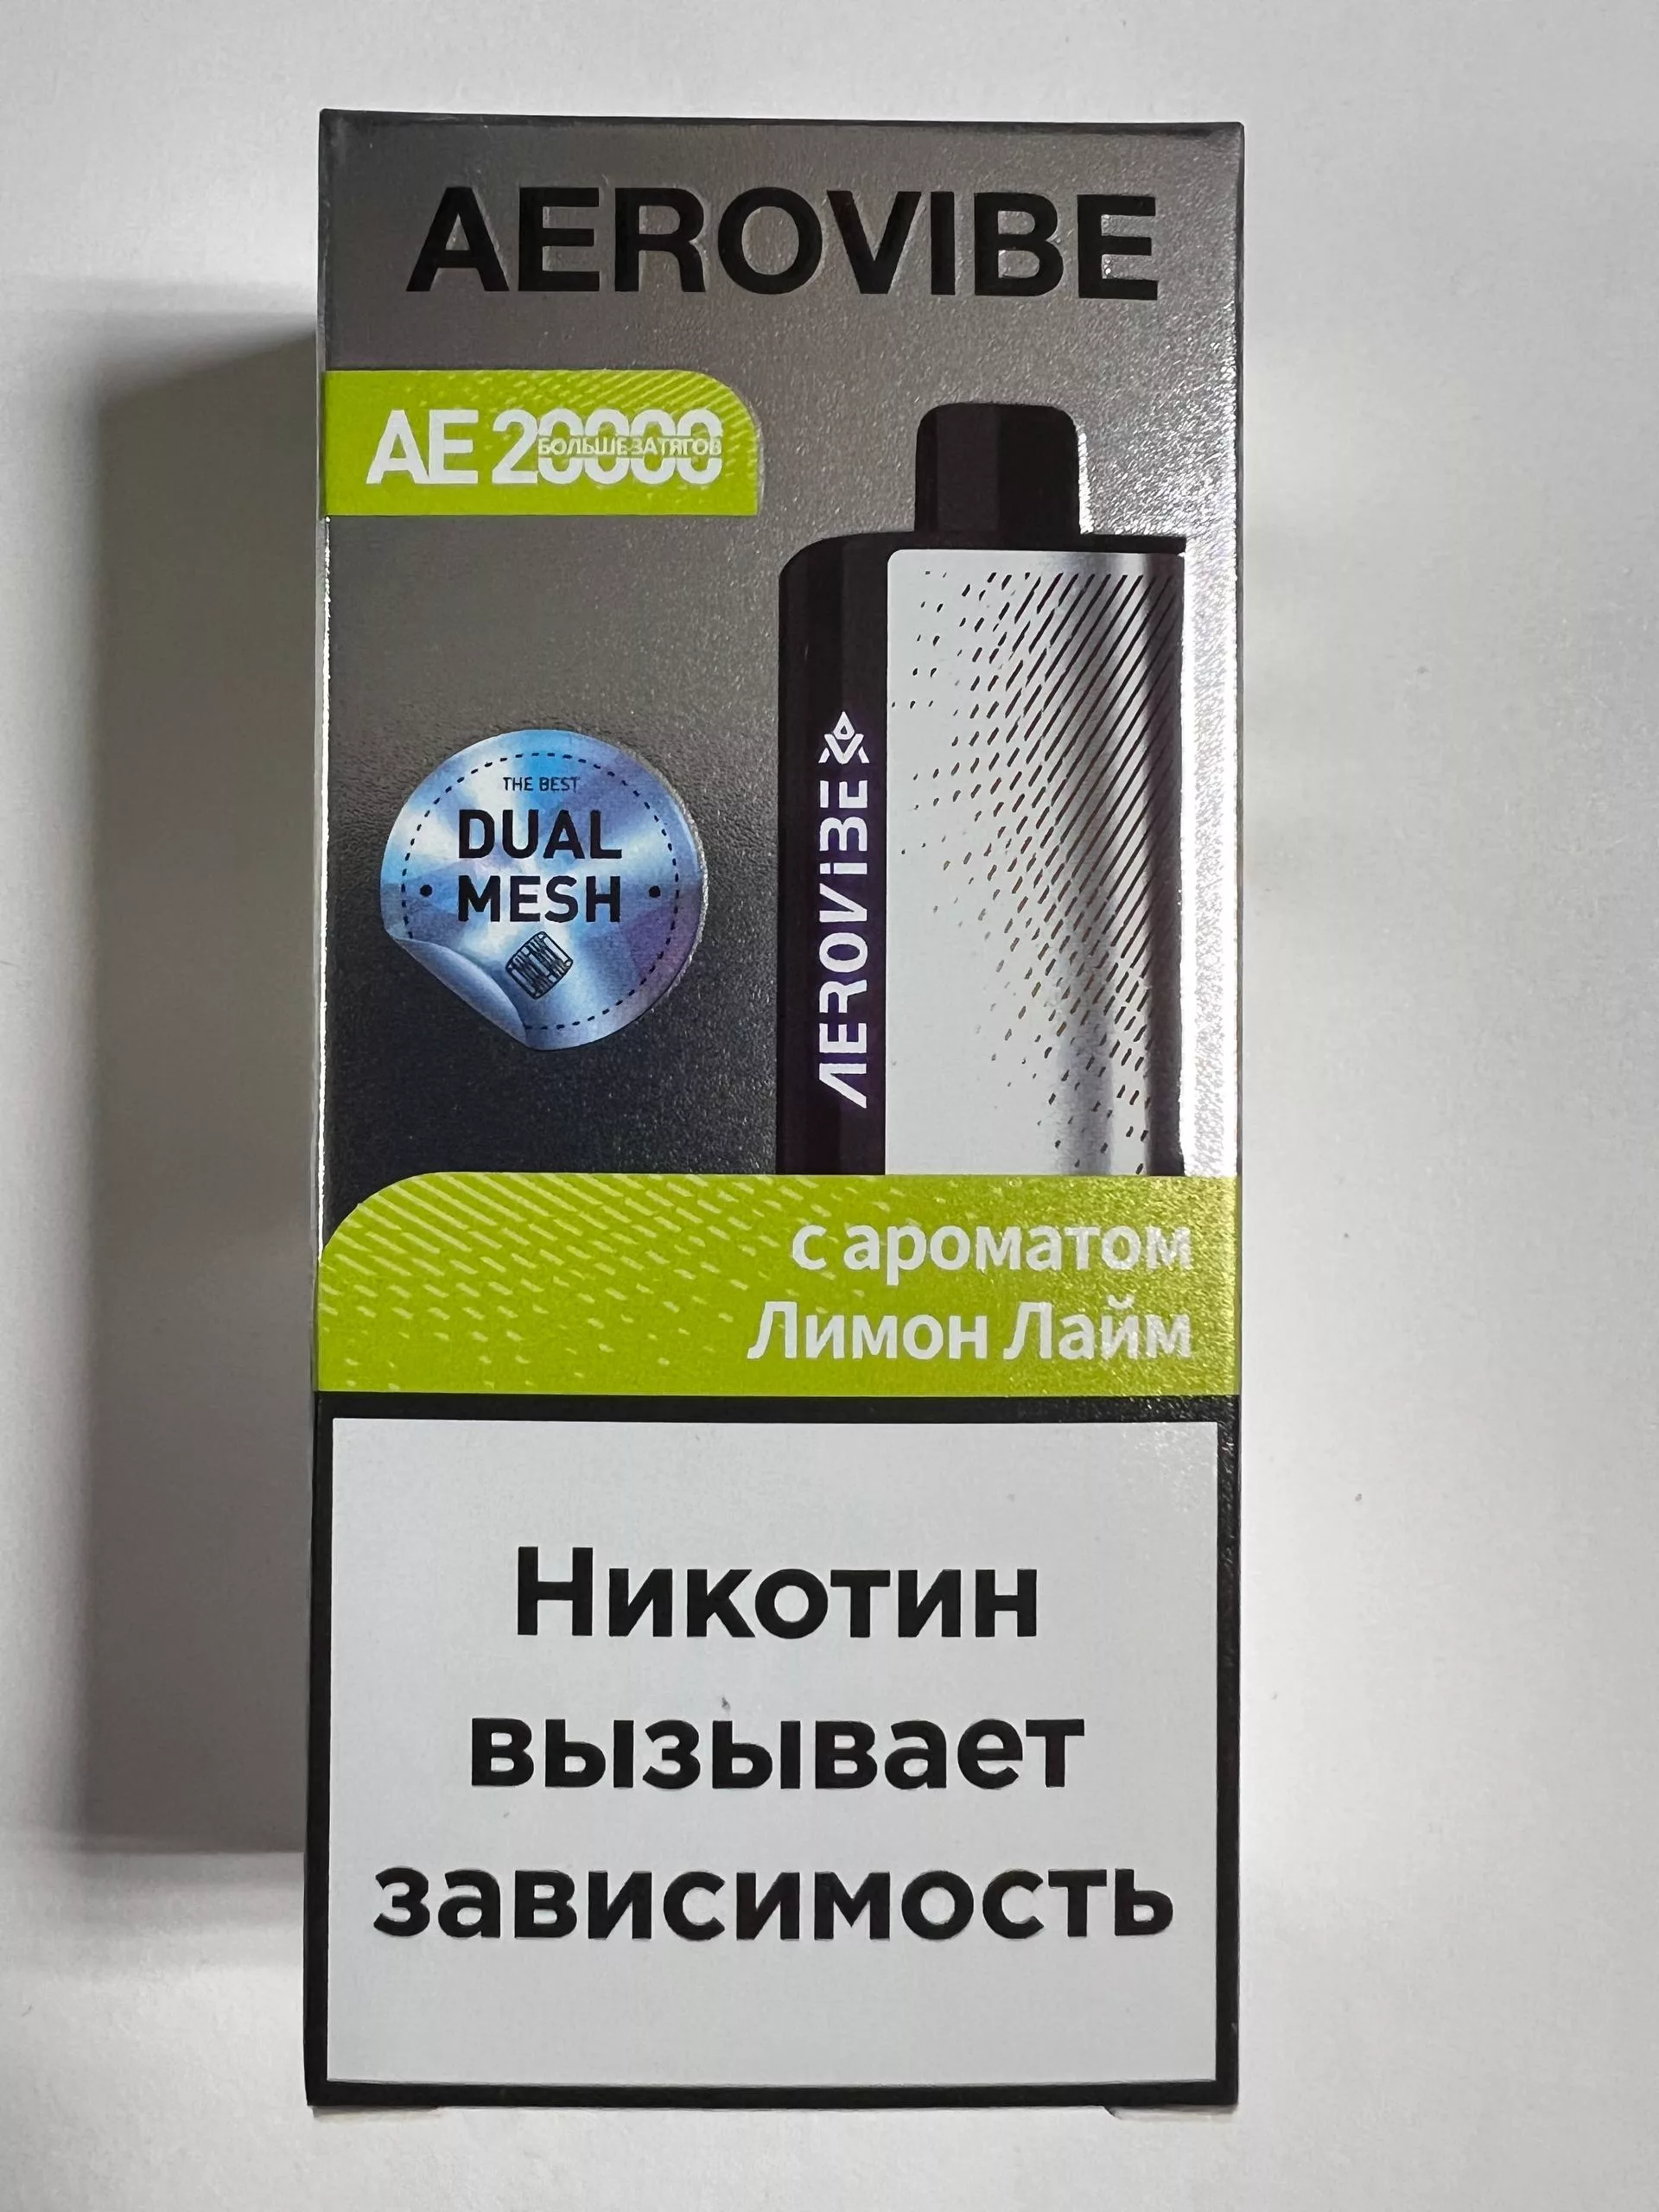 AEROVIBE
AE 20000
БОЛЬШЕ ЗАТЯГОВ
THE BEST
DUAL
MESH
AEROVIBE
с ароматом
Лимон Лайм
Никотин
вызывает
зависимость